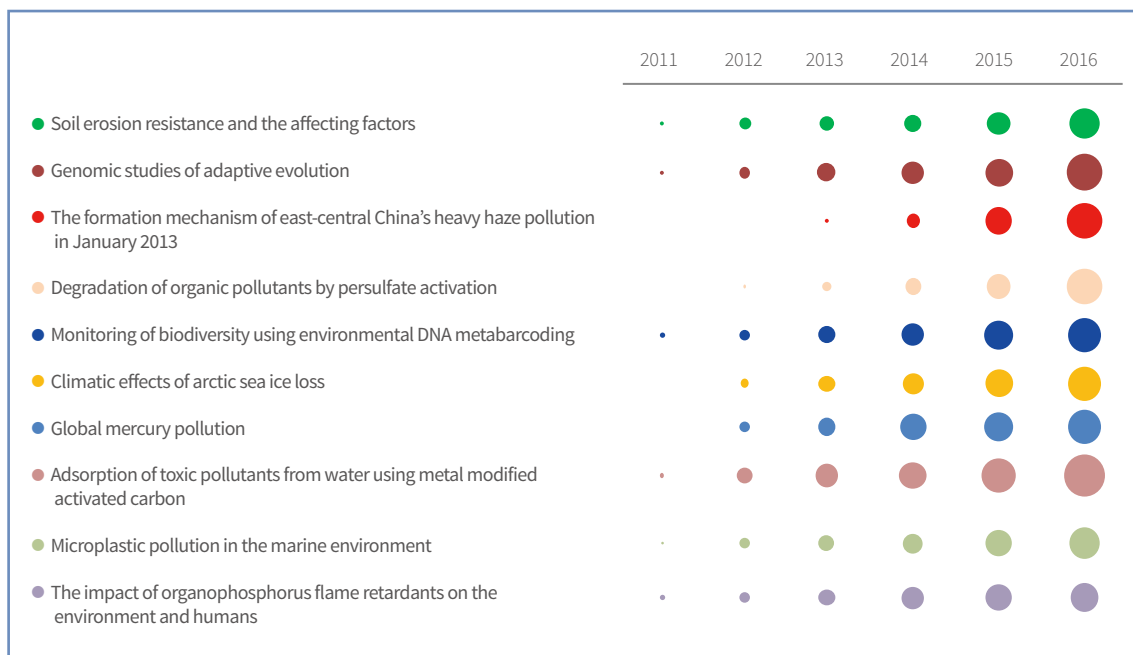 2011 2012 2013 2014 2015 2016
Soil erosion resistance and the affecting factors
Genomic studies of adaptive evolution
The formation mechanism of east-central China’s heavy haze pollution
in January 2013
Degradation of organic pollutants by persulfate activation
Monitoring of biodiversity using environmental DNA metabarcoding
Climatic effects of arctic sea ice loss
Global mercury pollution
Adsorption of toxic pollutants from water using metal modified
activated carbon
Microplastic pollution in the marine environment
The impact of organophosphorus flame retardants on the
environment and humans